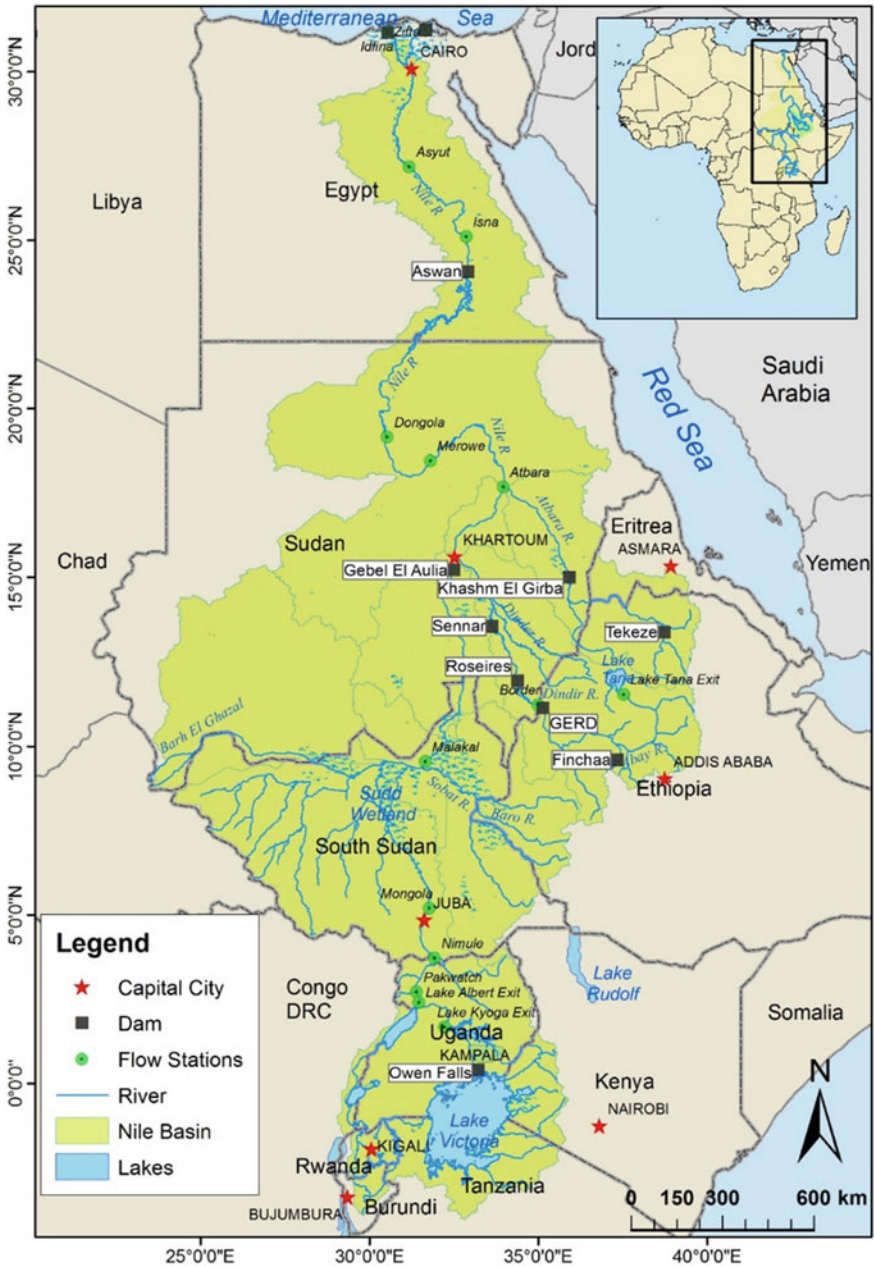 Mediterranean Sea
Zifta
Idfina
CAIRO
Jord
30°0'0"N
Asyut
Egypt
Libya
Nile R
Isna
25°0'0"N
Aswan
Saudi
Arabia
Nile R
Red Sea
20°0'0"N
Dongola
Merowe
Nile R
Atbara
Atbara R.
Eritrea
Sudan
KHARTOUM
ASMARA
Chad
Yemen
Gebel El Aulia
15°0'0"N
Khashm El Girba
Sennar
Dinder R.
Tekeze
Roseires
Lake
Tana
Lake Tana Exit
Border
Dindir R.
GERD
Barh El Ghazal
Malakal
10°0'0"N
Finchaa
bay R.
ADDIS ABABA
Ethiopia
Sobat R.
Sudd
Wetland
Baro R.
South Sudan
Mongola
JUBA
5°0'0"N
Nimule
Legend
Capital City
Dam
Flow Stations
River
Nile Basin
Lakes
Congo
DRC
Pakwatch
Lake Albert Exit
Lake Kyoga Exit
Uganda
KAMPALA
Owen Falls
Lake
Rudolf
Somalia
N
0°0'0"
Kenya
NAIROBI
Lake
Victoria
KIGALI
Rwanda
Tanzania
BUJUMBURA
Burundi
0 150 300 600 km
25°0'0"E 30°0'0"E 35°0'0"E 40°0'0"E